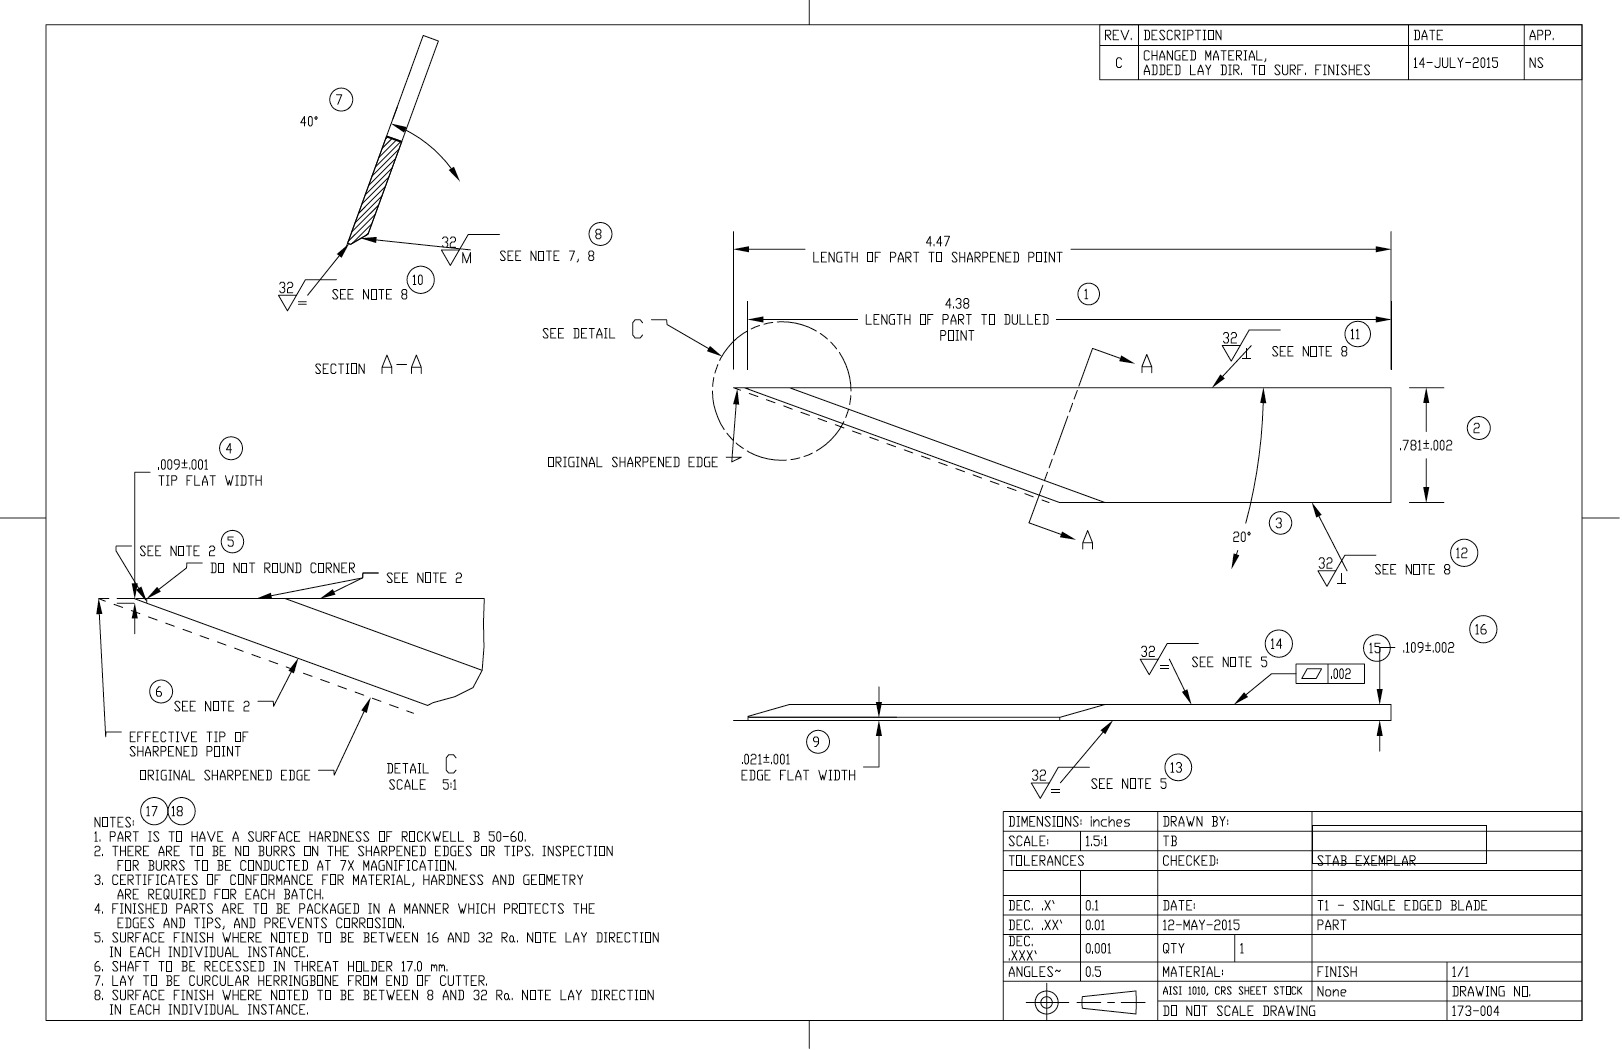 REV. DESCRIPTION DATE APP.
C CHANGED MATERIAL, ADDED LAY DIR. TO SURF. FINISHES 14-JULY-2015 NS
7
40°
32
M
SEE NOTE 7, 8
8
32
=
SEE NOTE 8
10
SECTION A-A
4.47
LENGTH OF PART TO SHARPENED POINT
4.38
LENGTH OF PART TO DULLED
POINT
1
SEE DETAIL C
A
32
⊥
SEE NOTE 8
11
.781±.002
2
ORIGINAL SHARPENED EDGE
A
20°
3
32
⊥
SEE NOTE 8
12
4
.009±.001
TIP FLAT WIDTH
SEE NOTE 2
5
DO NOT ROUND CORNER
SEE NOTE 2
6
SEE NOTE 2
EFFECTIVE TIP OF
SHARPENED POINT
ORIGINAL SHARPENED EDGE
DETAIL C
SCALE 5:1
32
=
SEE NOTE 5
14
.002
15
.109±.002
16
9
.021±.001
EDGE FLAT WIDTH
32
=
SEE NOTE 5
13
17
18
NOTES:
1. PART IS TO HAVE A SURFACE HARDNESS OF ROCKWELL B 50-60.
2. THERE ARE TO BE NO BURRS ON THE SHARPENED EDGES OR TIPS. INSPECTION
FOR BURRS TO BE CONDUCTED AT 7X MAGNIFICATION.
3. CERTIFICATES OF CONFORMANCE FOR MATERIAL, HARDNESS AND GEOMETRY
ARE REQUIRED FOR EACH BATCH.
4. FINISHED PARTS ARE TO BE PACKAGED IN A MANNER WHICH PROTECTS THE
EDGES AND TIPS, AND PREVENTS CORROSION.
5. SURFACE FINISH WHERE NOTED TO BE BETWEEN 16 AND 32 Ra. NOTE LAY DIRECTION
IN EACH INDIVIDUAL INSTANCE.
6. SHAFT TO BE RECESSED IN THREAT HOLDER 17.0 mm.
7. LAY TO BE CURCULAR HERRINGBONE FROM END OF CUTTER.
8. SURFACE FINISH WHERE NOTED TO BE BETWEEN 8 AND 32 Ra. NOTE LAY DIRECTION
IN EACH INDIVIDUAL INSTANCE.
DIMENSIONS: inches DRAWN BY:
SCALE: 1.5:1 TB
TOLERANCES CHECKED: STAB EXEMPLAR
DEC. .X' 0.1 DATE: T1 - SINGLE EDGED BLADE
DEC. .XX' 0.01 12-MAY-2015 PART
DEC. .XXX' 0.001 QTY 1
ANGLES~ 0.5 MATERIAL: FINISH 1/1
AISI 1010, CRS SHEET STOCK None DRAWING NO.
DO NOT SCALE DRAWING 173-004